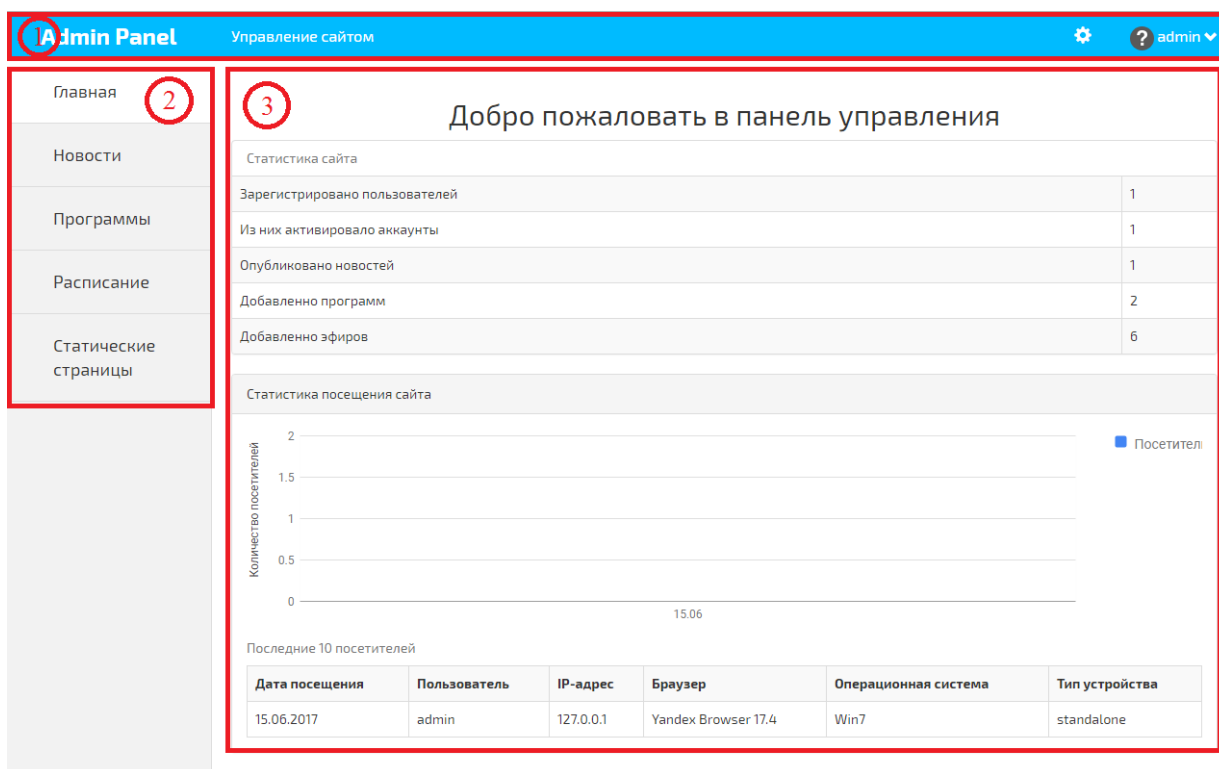 1
Admin Panel
Управление сайтом
? admin
2
Главная
Новости
Программы
Расписание
Статические
страницы
3
Добро пожаловать в панель управления
Статистика сайта
Зарегистрировано пользователей 1
Из них активировало аккаунты 1
Опубликовано новостей 1
Добавленно программ 2
Добавленно эфиров 6
Статистика посещения сайта
Количество посетителей
2
1.5
1
0.5
0
15.06
Посетител
Последние 10 посетителей
Дата посещения Пользователь IP-адрес Браузер Операционная система Тип устройства
15.06.2017 admin 127.0.0.1 Yandex Browser 17.4 Win7 standalone